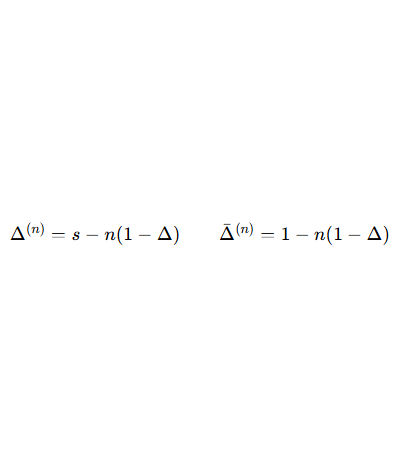 Δ⁽ⁿ⁾ = s − n(1 − Δ)  Δ̄⁽ⁿ⁾ = 1 − n(1 − Δ)